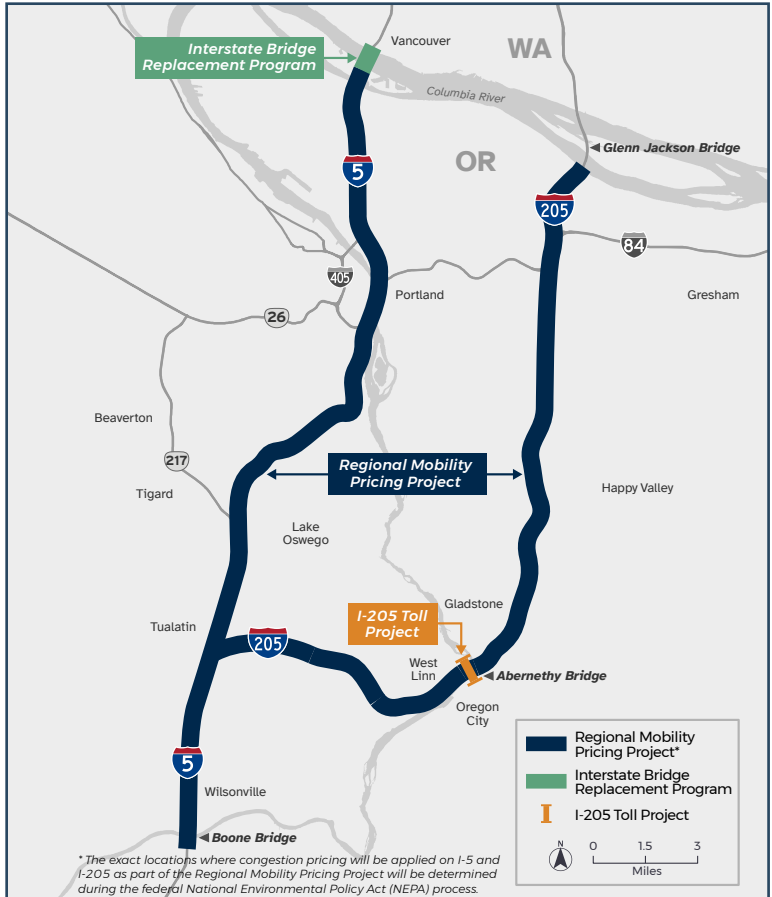 Vancouver
Interstate Bridge
Replacement Program
WA
Columbia River
Glenn Jackson Bridge
OR
5
205
84
405
Portland
Gresham
26
Beaverton
217
Regional Mobility
Pricing Project
Tigard
Happy Valley
Lake
Oswego
I-205 Toll
Project
Gladstone
Tualatin
205
West
Linn
Abernethy Bridge
Oregon
City
5
Wilsonville
Boone Bridge
Regional Mobility
Pricing Project*
Interstate Bridge
Replacement Program
I-205 Toll Project
N
0 1.5 3
Miles
* The exact locations where congestion pricing will be applied on I-5 and
I-205 as part of the Regional Mobility Pricing Project will be determined
during the federal National Environmental Policy Act (NEPA) process.